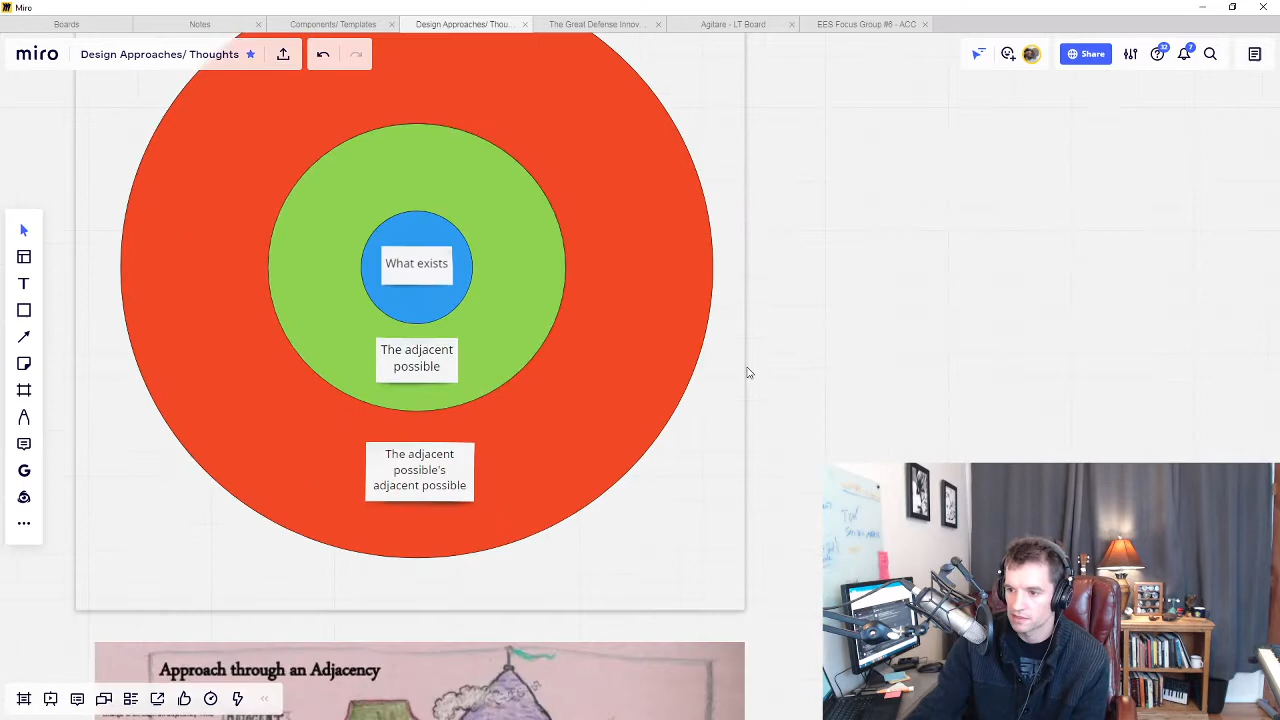 Miro
Boards
Notes
Components/ Templates
Design Approaches/ Thou...
The Great Defense Innov...
Agitare - LT Board
EES Focus Group #6 - ACC
miro
Design Approaches/ Thoughts
Share
32
7
What exists
The adjacent
possible
The adjacent
possible's
adjacent possible
Approach through an Adjacency